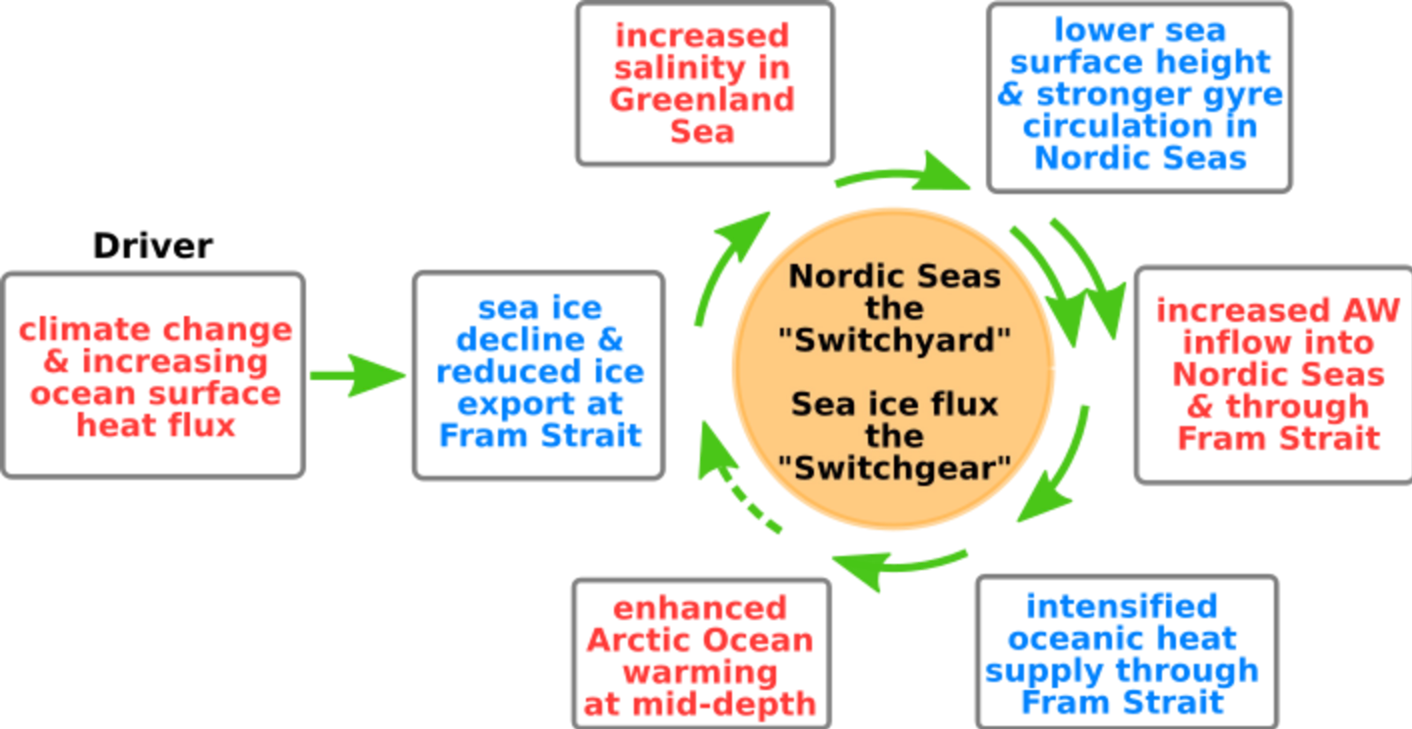 increased
salinity in
Greenland
Sea
lower sea
surface height
& stronger gyre
circulation in
Nordic Seas
Driver
climate change
& increasing
ocean surface
heat flux
sea ice
decline &
reduced ice
export at
Fram Strait
Nordic Seas
the
"Switchyard"
Sea ice flux
the
"Switchgear"
increased AW
inflow into
Nordic Seas
& through
Fram Strait
enhanced
Arctic Ocean
warming
at mid-depth
intensified
oceanic heat
supply through
Fram Strait